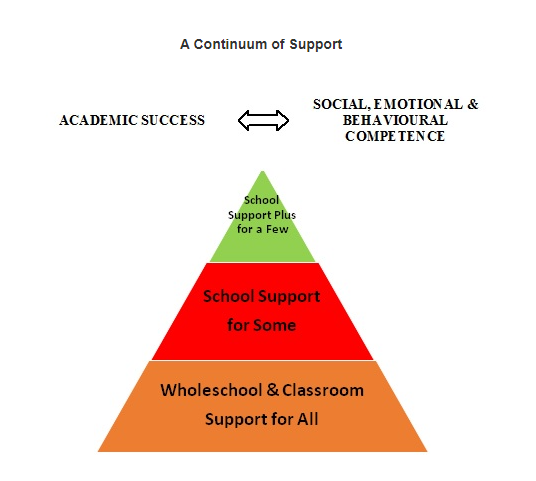 A Continuum of Support
ACADEMIC SUCCESS
SOCIAL, EMOTIONAL &
BEHAVIOURAL
COMPETENCE
School
Support Plus
for a Few
School Support
for Some
Wholeschool & Classroom
Support for All